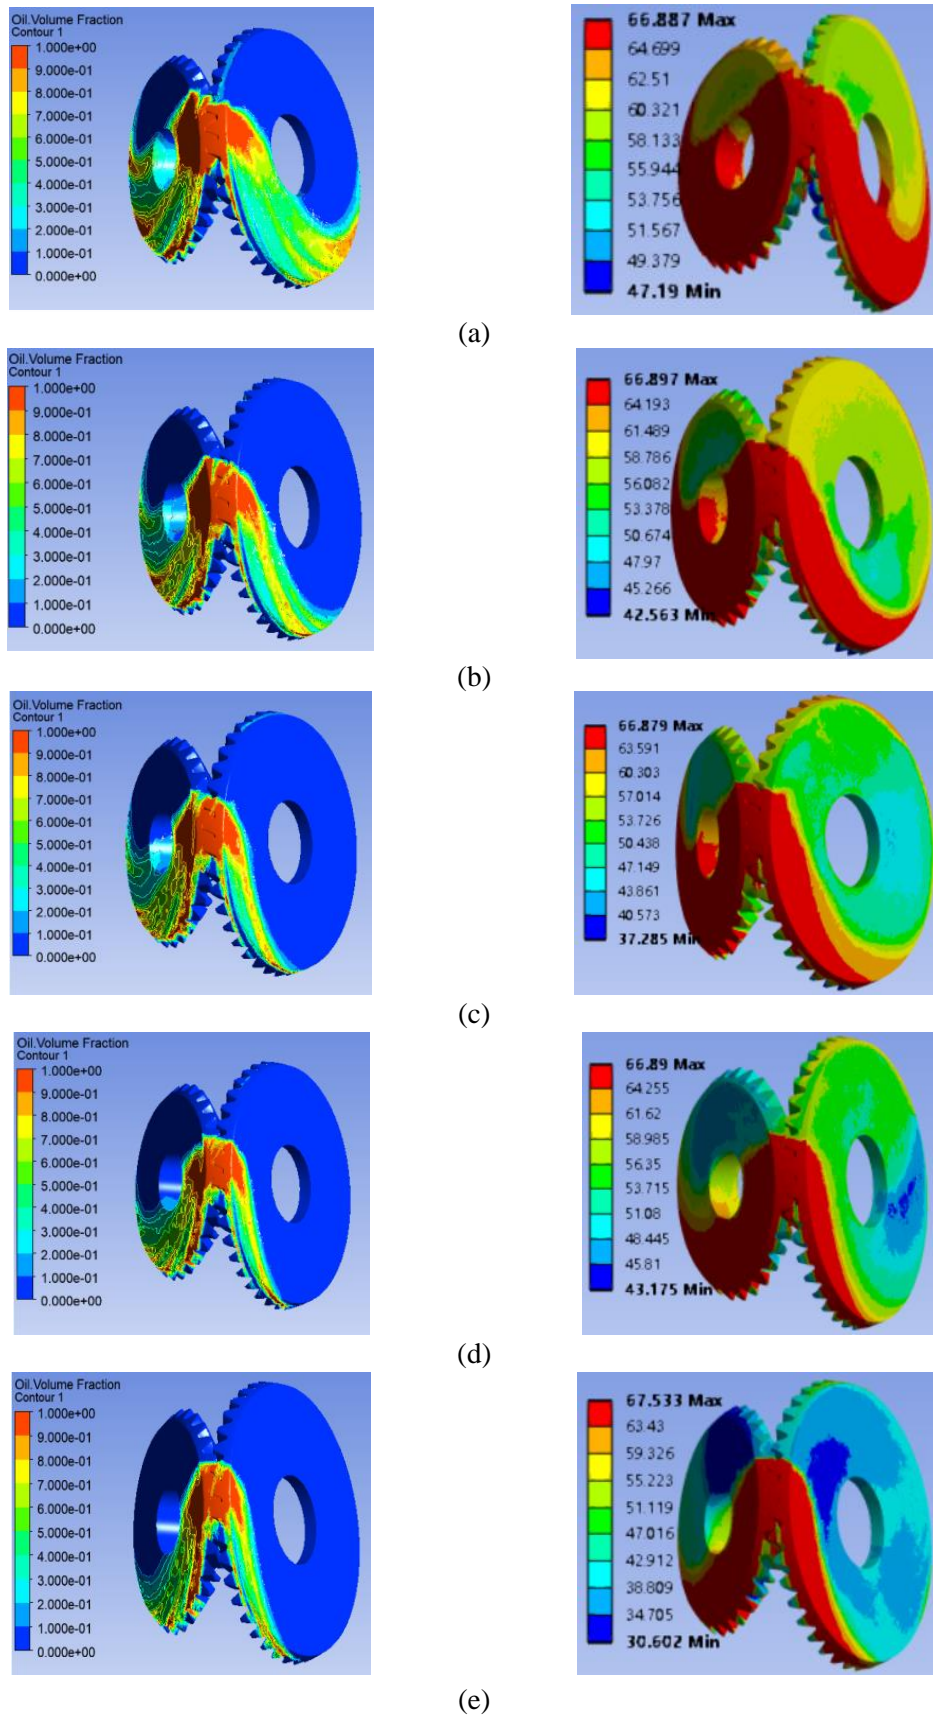 Oil.Volume Fraction
Contour 1
1.000e+00
9.000e-01
8.000e-01
7.000e-01
6.000e-01
5.000e-01
4.000e-01
3.000e-01
2.000e-01
1.000e-01
0.000e+00
66.887 Max
64.699
62.51
60.321
58.133
55.944
53.756
51.567
49.379
47.19 Min
(a)
Oil.Volume Fraction
Contour 1
1.000e+00
9.000e-01
8.000e-01
7.000e-01
6.000e-01
5.000e-01
4.000e-01
3.000e-01
2.000e-01
1.000e-01
0.000e+00
66.897 Max
64.193
61.489
58.786
56.082
53.378
50.674
47.97
45.266
42.563 Min
(b)
Oil.Volume Fraction
Contour 1
1.000e+00
9.000e-01
8.000e-01
7.000e-01
6.000e-01
5.000e-01
4.000e-01
3.000e-01
2.000e-01
1.000e-01
0.000e+00
66.879 Max
63.591
60.303
57.014
53.726
50.438
47.149
43.861
40.573
37.285 Min
(c)
Oil.Volume Fraction
Contour 1
1.000e+00
9.000e-01
8.000e-01
7.000e-01
6.000e-01
5.000e-01
4.000e-01
3.000e-01
2.000e-01
1.000e-01
0.000e+00
66.89 Max
64.255
61.62
58.985
56.35
53.715
51.08
48.445
45.81
43.175 Min
(d)
Oil.Volume Fraction
Contour 1
1.000e+00
9.000e-01
8.000e-01
7.000e-01
6.000e-01
5.000e-01
4.000e-01
3.000e-01
2.000e-01
1.000e-01
0.000e+00
67.533 Max
63.43
59.326
55.223
51.119
47.016
42.912
38.809
34.705
30.602 Min
(e)